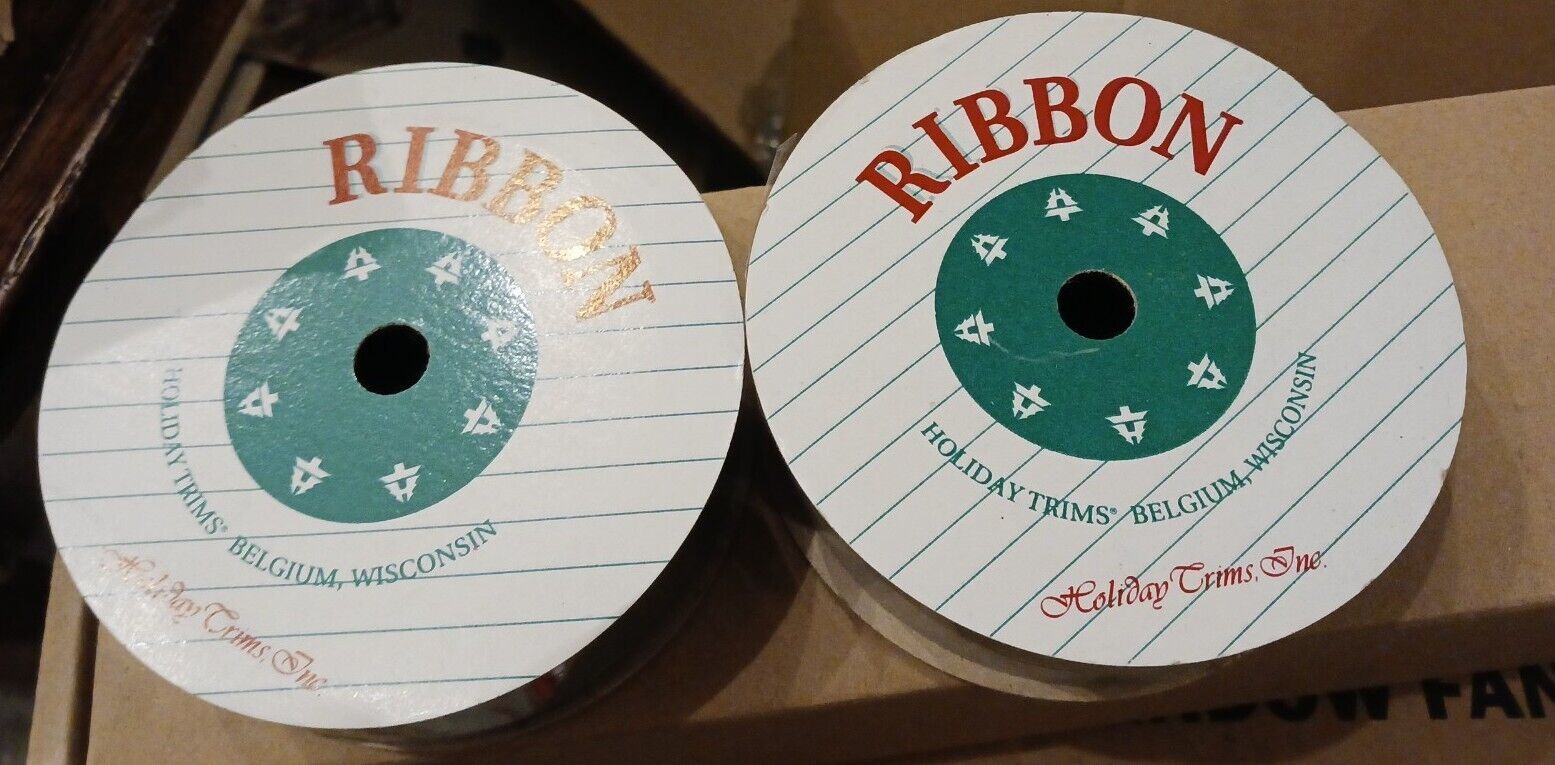 RIBBON
HOLIDAY TRIMS® BELGIUM, WISCONSIN
Holiday Trims, Inc.
RIBBON
HOLIDAY TRIMS® BELGIUM, WISCONSIN
Holiday Trims, Inc.